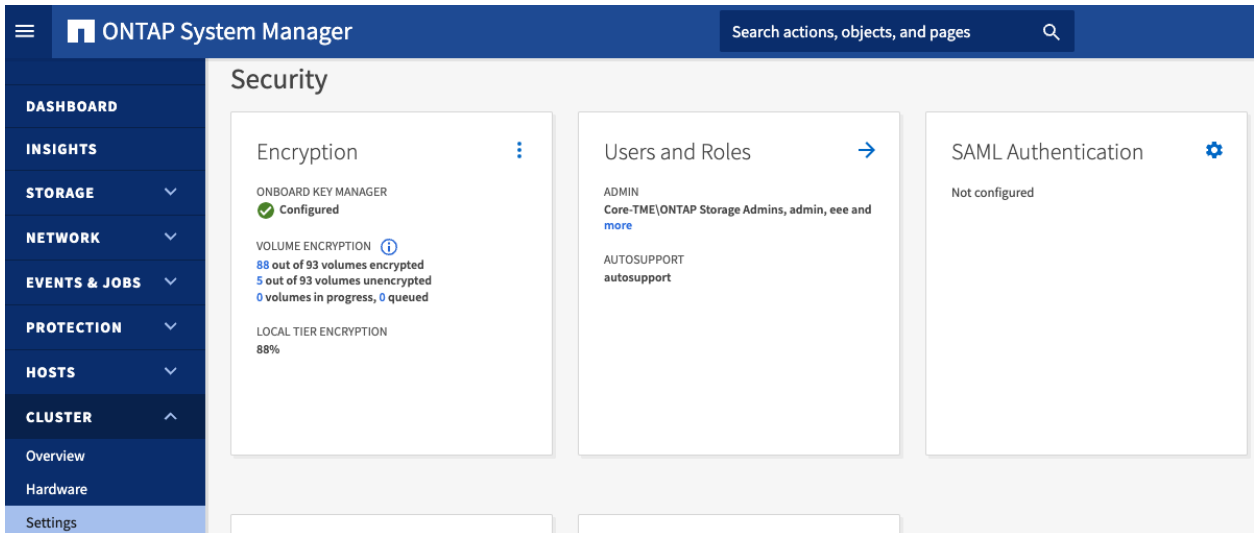 ONTAP System Manager
Search actions, objects, and pages
DASHBOARD
INSIGHTS
STORAGE
NETWORK
EVENTS & JOBS
PROTECTION
HOSTS
CLUSTER
Overview
Hardware
Settings
Security
Encryption
ONBOARD KEY MANAGER
Configured
VOLUME ENCRYPTION
88 out of 93 volumes encrypted
5 out of 93 volumes unencrypted
0 volumes in progress, 0 queued
LOCAL TIER ENCRYPTION
88%
Users and Roles
ADMIN
Core-TME\ONTAP Storage Admins, admin, eee and
more
AUTOSUPPORT
autosupport
SAML Authentication
Not configured